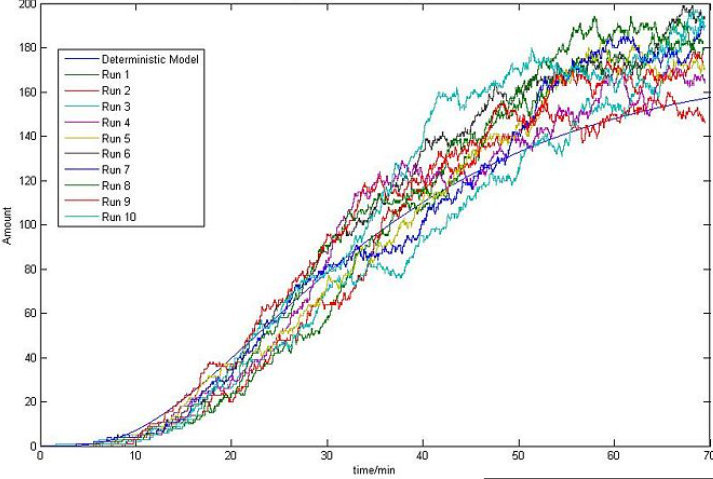 200
180
160
140
120
100
80
60
40
20
0
Amount
Deterministic Model
Run 1
Run 2
Run 3
Run 4
Run 5
Run 6
Run 7
Run 8
Run 9
Run 10
0 10 20 30 40 50 60 70
time/min